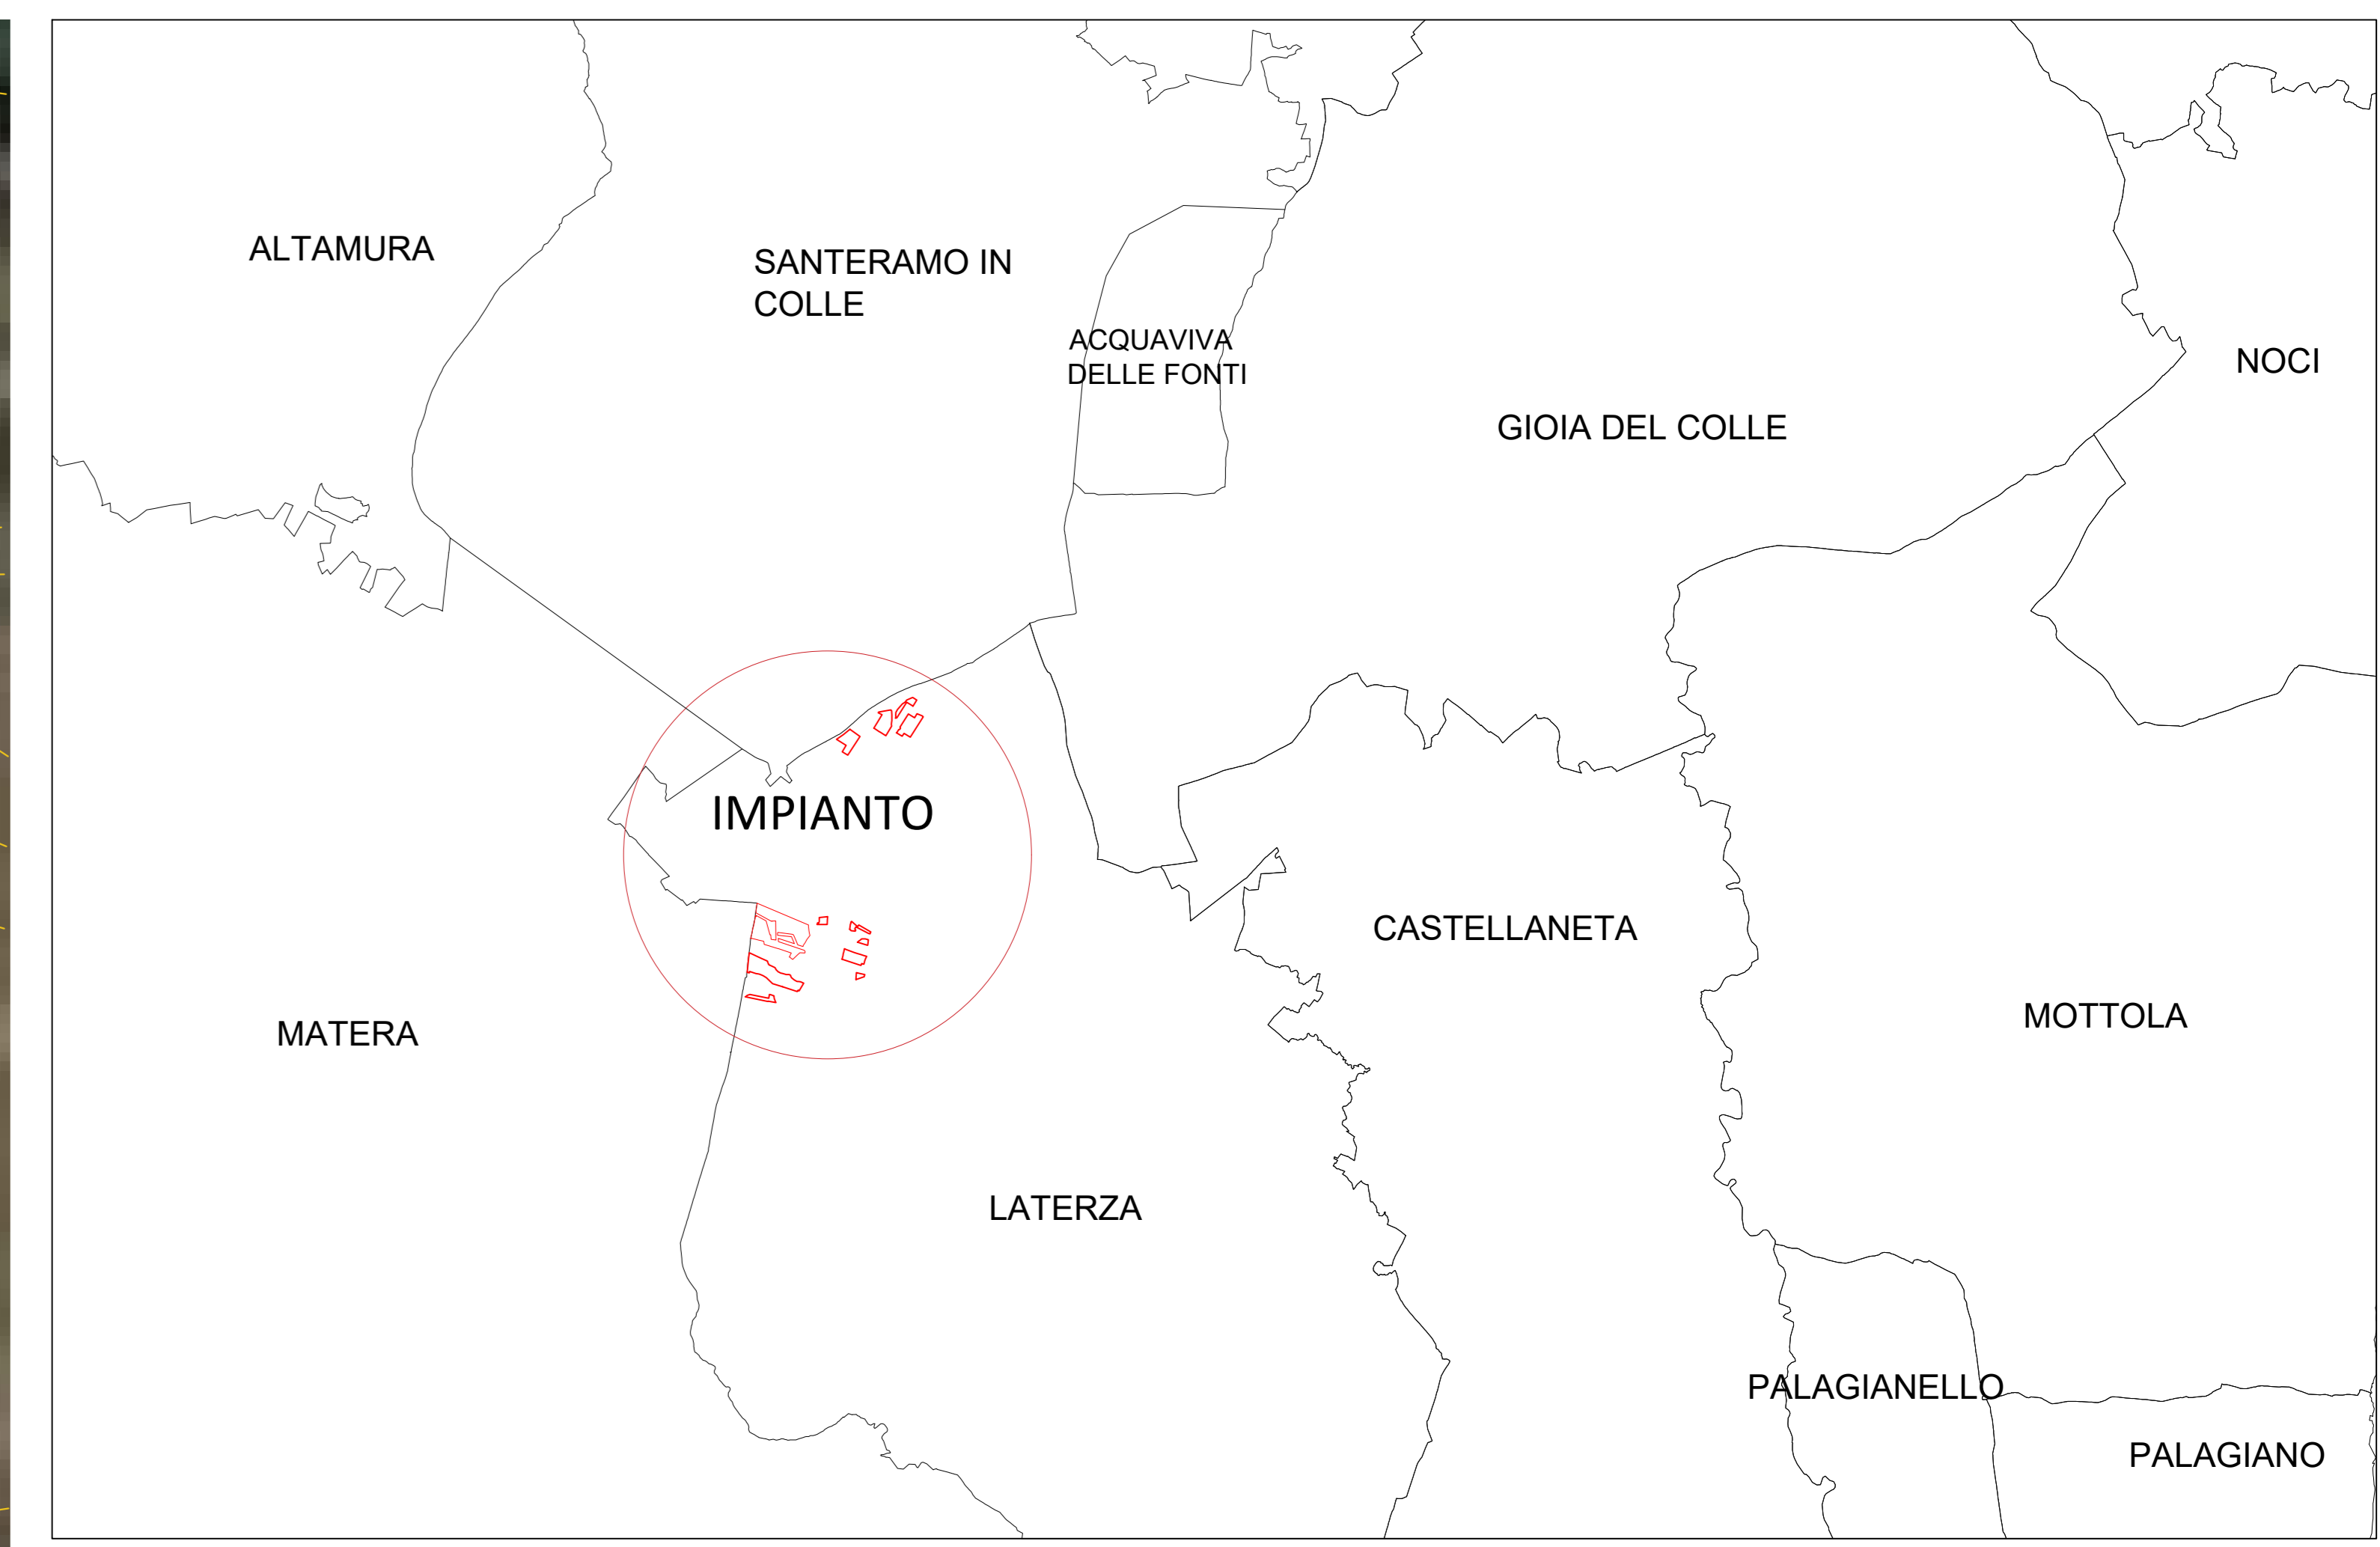 ALTAMURA
SANTERAMO IN
COLLE
ACQUAVIVA
DELLE FONTI
NOCI
GIOIA DEL COLLE
IMPIANTO
CASTELLANETA
MATERA
MOTTOLA
LATERZA
PALAGIANELLO
PALAGIANO